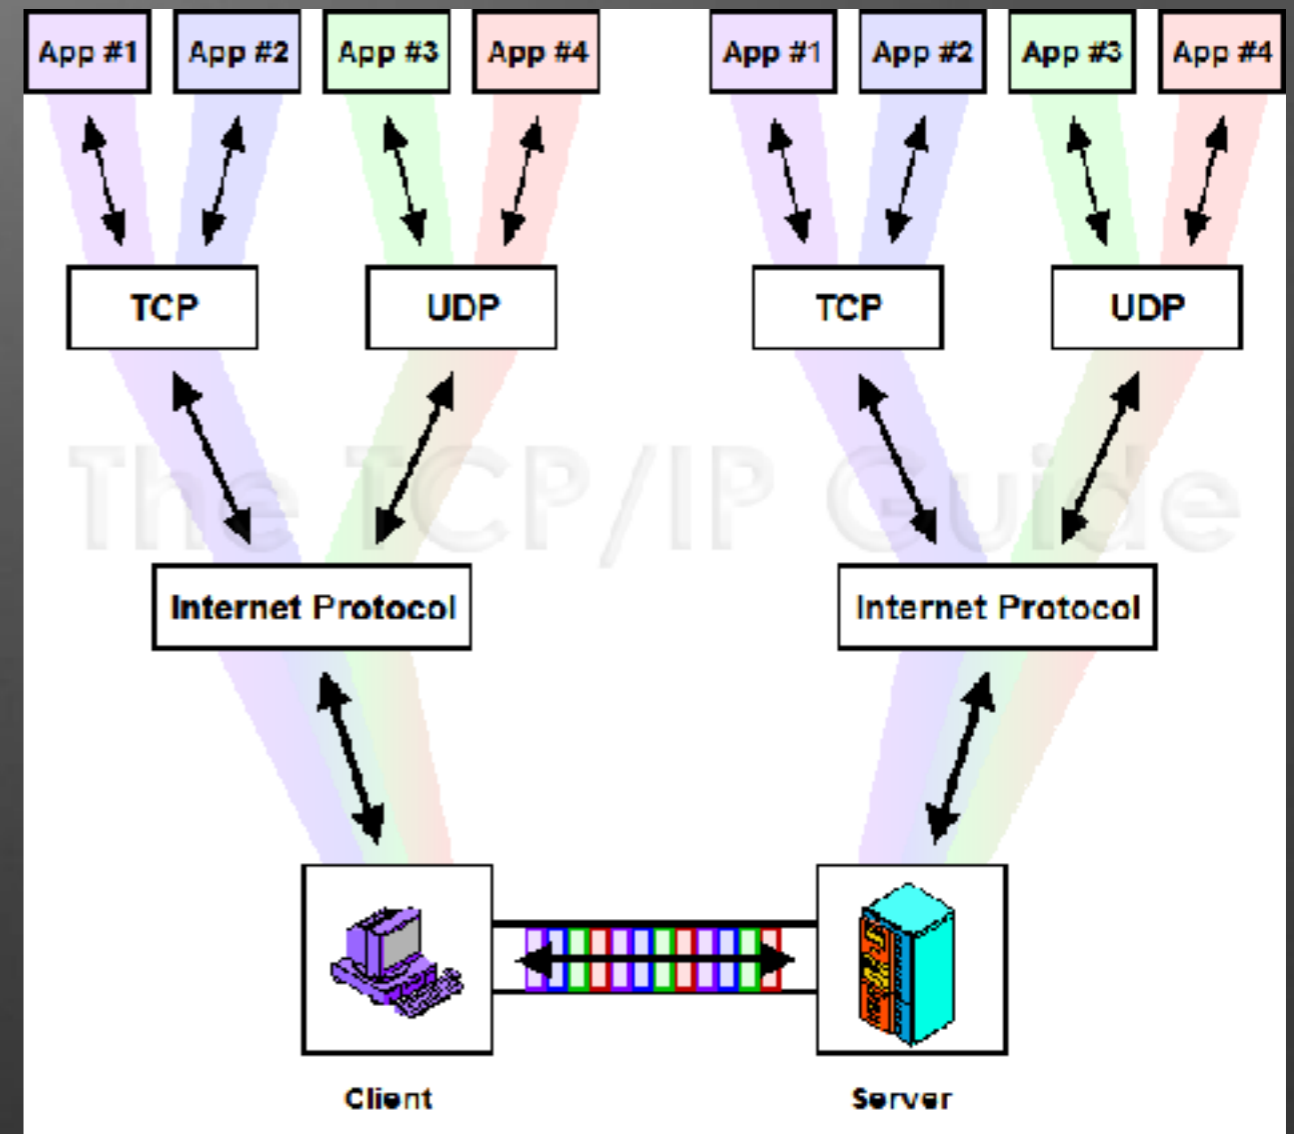 App #1 App #2 App #3 App #4 App #1 App #2 App #3 App #4
TCP UDP TCP UDP
The TCP/IP Guide
Internet Protocol Internet Protocol
Client Server